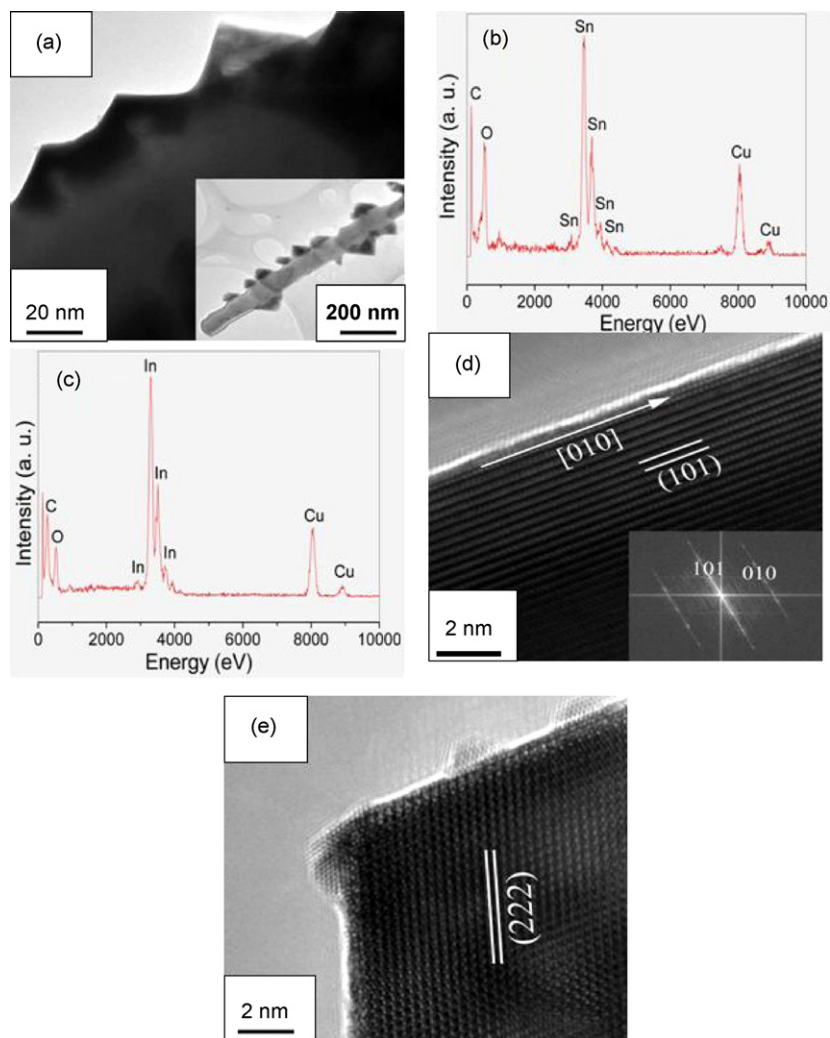 (a)
20 nm
200 nm
(b)
Intensity (a. u.)
C
O
Sn
Sn
Sn
Sn
Sn
Cu
Cu
0 2000 4000 6000 8000 10000
Energy (eV)
(c)
Intensity (a. u.)
C
O
In
In
In
In
Cu
Cu
0 2000 4000 6000 8000 10000
Energy (eV)
(d)
[010]
(101)
101 010
2 nm
(e)
(222)
2 nm